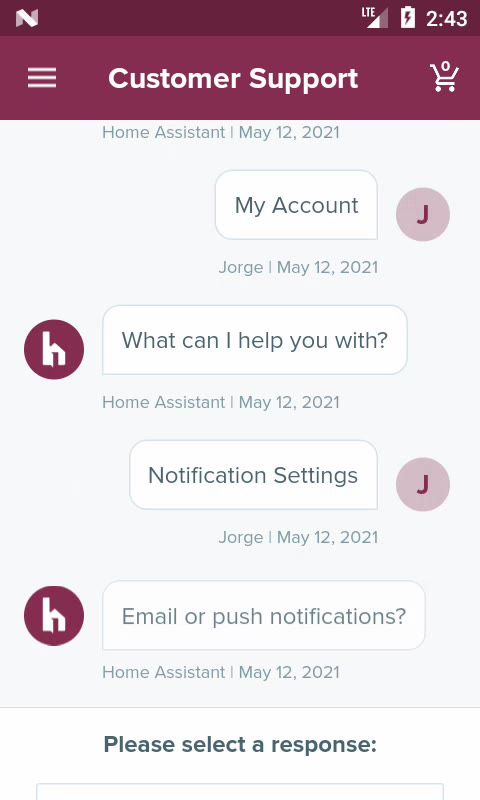 LTE
2:43
Customer Support
0
Home Assistant | May 12, 2021
My Account
J
Jorge | May 12, 2021
h
What can I help you with?
Home Assistant | May 12, 2021
Notification Settings
J
Jorge | May 12, 2021
h
Email or push notifications?
Home Assistant | May 12, 2021
Please select a response: